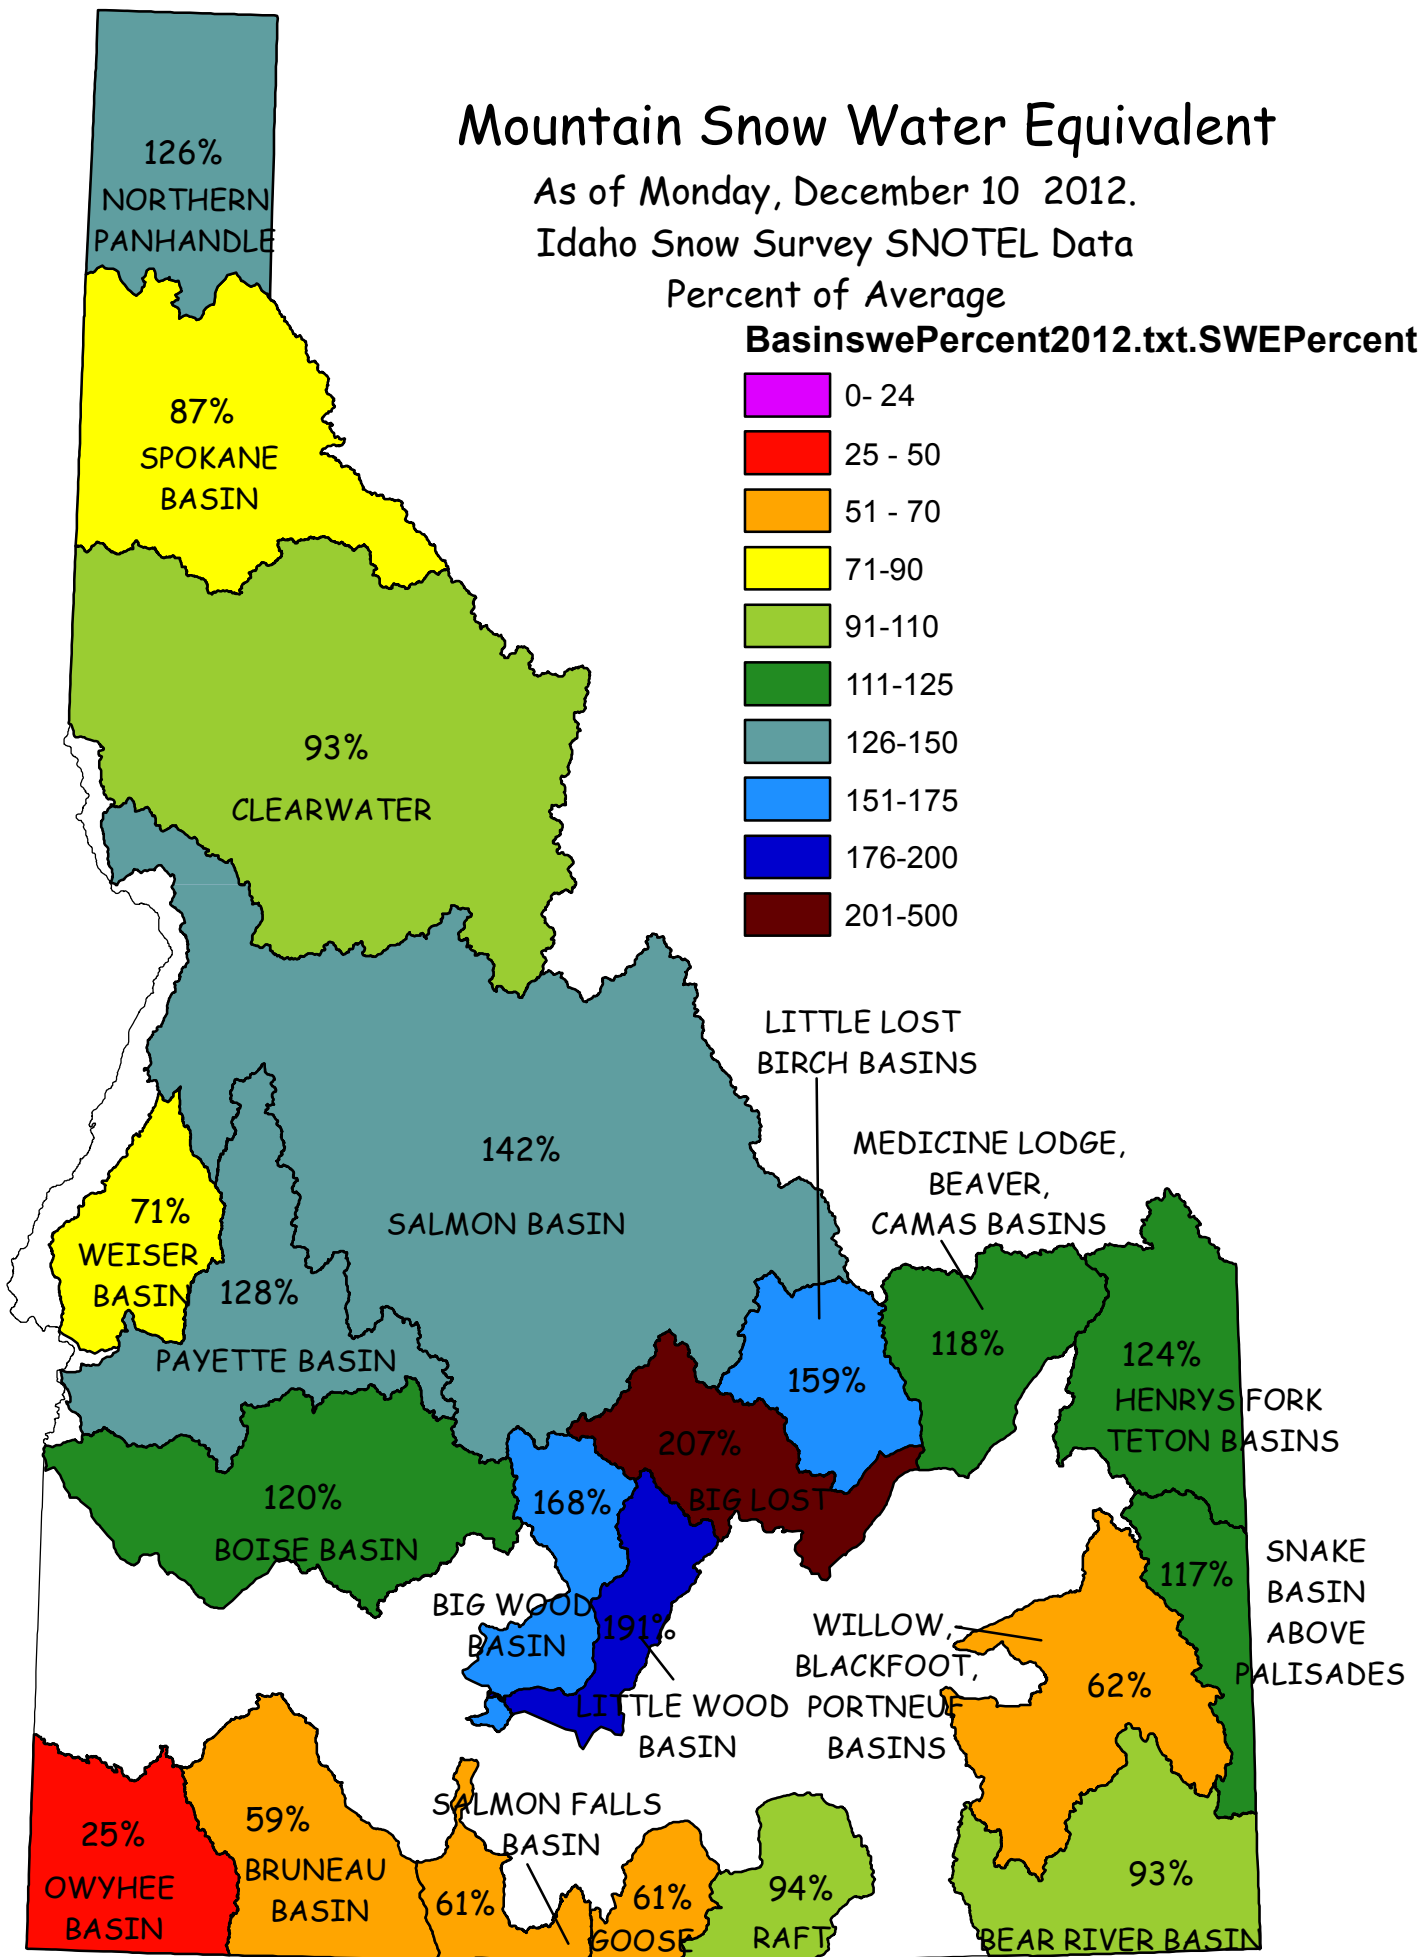 Mountain Snow Water Equivalent
As of Monday, December 10  2012.
Idaho Snow Survey SNOTEL Data
Percent of Average
BasinswePercent2012.txt.SWEPercent
0- 24
25 - 50
51 - 70
71-90
91-110
111-125
126-150
151-175
176-200
201-500
126%
NORTHERN
PANHANDLE
87%
SPOKANE
BASIN
93%
CLEARWATER
142%
SALMON BASIN
LITTLE LOST
BIRCH BASINS
159%
MEDICINE LODGE,
BEAVER,
CAMAS BASINS
118%
71%
WEISER
BASIN
128%
PAYETTE BASIN
124%
HENRYS FORK
TETON BASINS
207%
BIG LOST
120%
BOISE BASIN
168%
BIG WOOD
BASIN
191%
LITTLE WOOD
BASIN
117%
SNAKE
BASIN
ABOVE
PALISADES
WILLOW,
BLACKFOOT,
PORTNEUF
BASINS
62%
25%
OWYHEE
BASIN
59%
BRUNEAU
BASIN
SALMON FALLS
BASIN
61%
61%
GOOSE
94%
RAFT
93%
BEAR RIVER BASIN